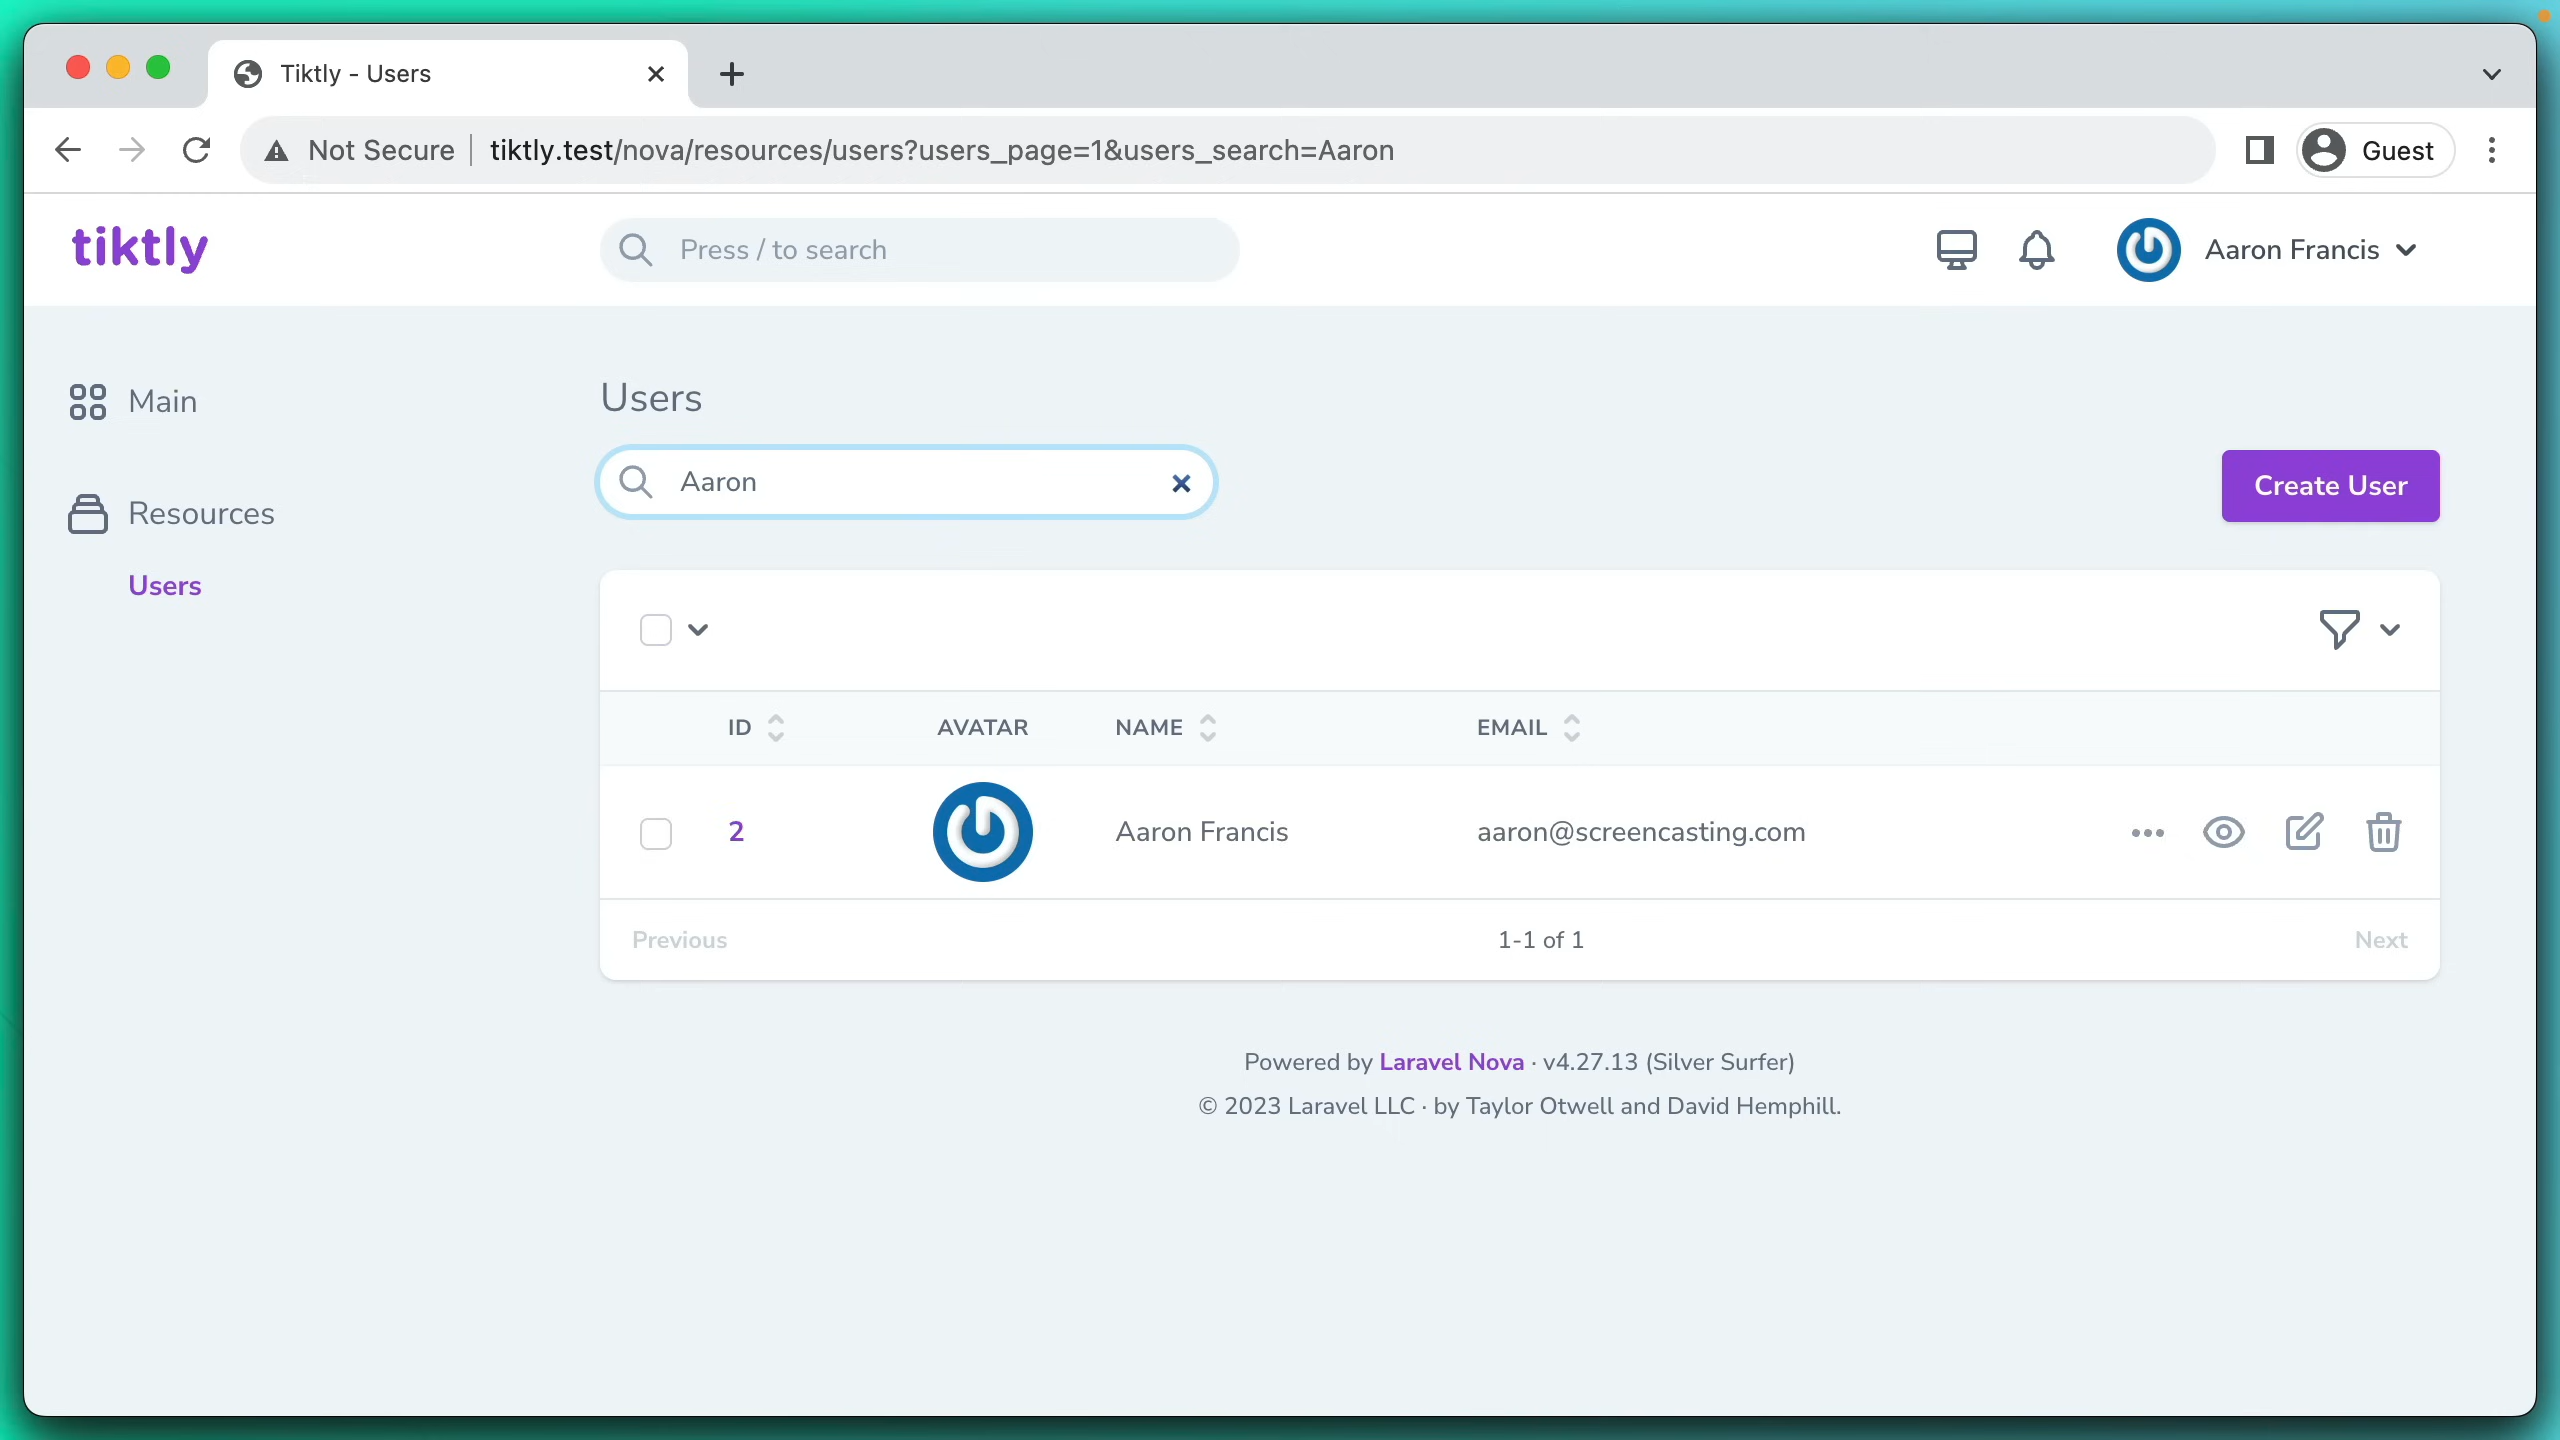 Tiktly - Users
Not Secure
tiktly.test/nova/resources/users?users_page=1&users_search=Aaron
Guest
tiktly
Press / to search
Aaron Francis
Main
Resources
Users
Users
Aaron
Create User
ID
AVATAR
NAME
EMAIL
2
Aaron Francis
aaron@screencasting.com
Previous
1-1 of 1
Next
Powered by Laravel Nova · v4.27.13 (Silver Surfer)
© 2023 Laravel LLC · by Taylor Otwell and David Hemphill.